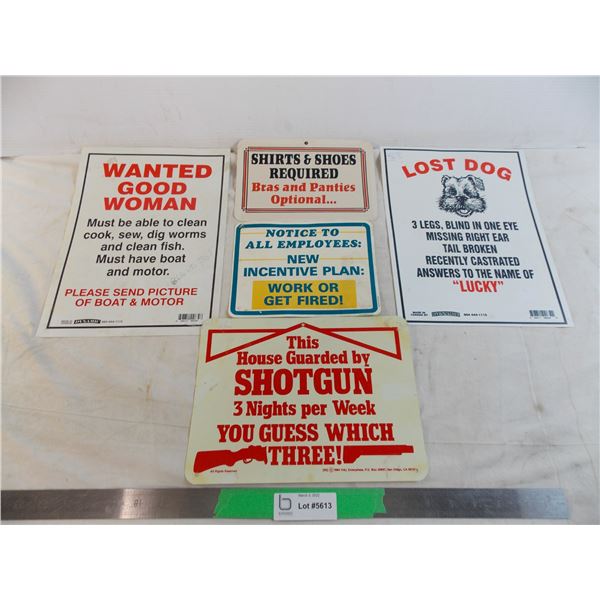 WANTED
GOOD
WOMAN
Must be able to clean
cook, sew, dig worms
and clean fish.
Must have boat
and motor.
PLEASE SEND PICTURE
OF BOAT & MOTOR
SHIRTS & SHOES
REQUIRED
Bras and Panties
Optional...
NOTICE TO
ALL EMPLOYEES:
NEW
INCENTIVE PLAN:
WORK OR
GET FIRED!
LOST DOG
3 LEGS, BLIND IN ONE EYE
MISSING RIGHT EAR
TAIL BROKEN
RECENTLY CASTRATED
ANSWERS TO THE NAME OF
"LUCKY"
This
House Guarded by
SHOTGUN
3 Nights per Week
YOU GUESS WHICH
THREE!
All Rights Reserved
Lot #5613